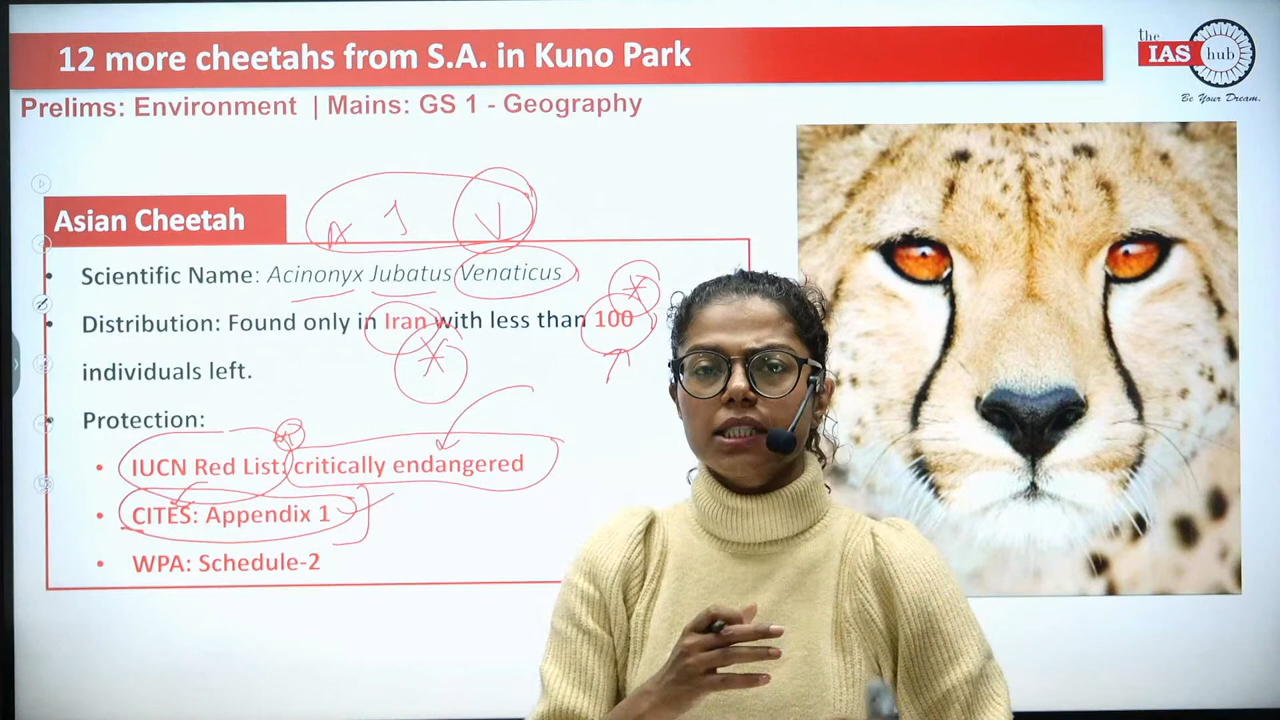 12 more cheetahs from S.A. in Kuno Park
the
IAS hub
Be Your Dream.
Prelims: Environment | Mains: GS 1 - Geography
A J V
Asian Cheetah
• Scientific Name: Acinonyx Jubatus Venaticus
• Distribution: Found only in Iran with less than 100
individuals left.
• Protection:
• IUCN Red List: critically endangered
• CITES: Appendix 1
• WPA: Schedule-2